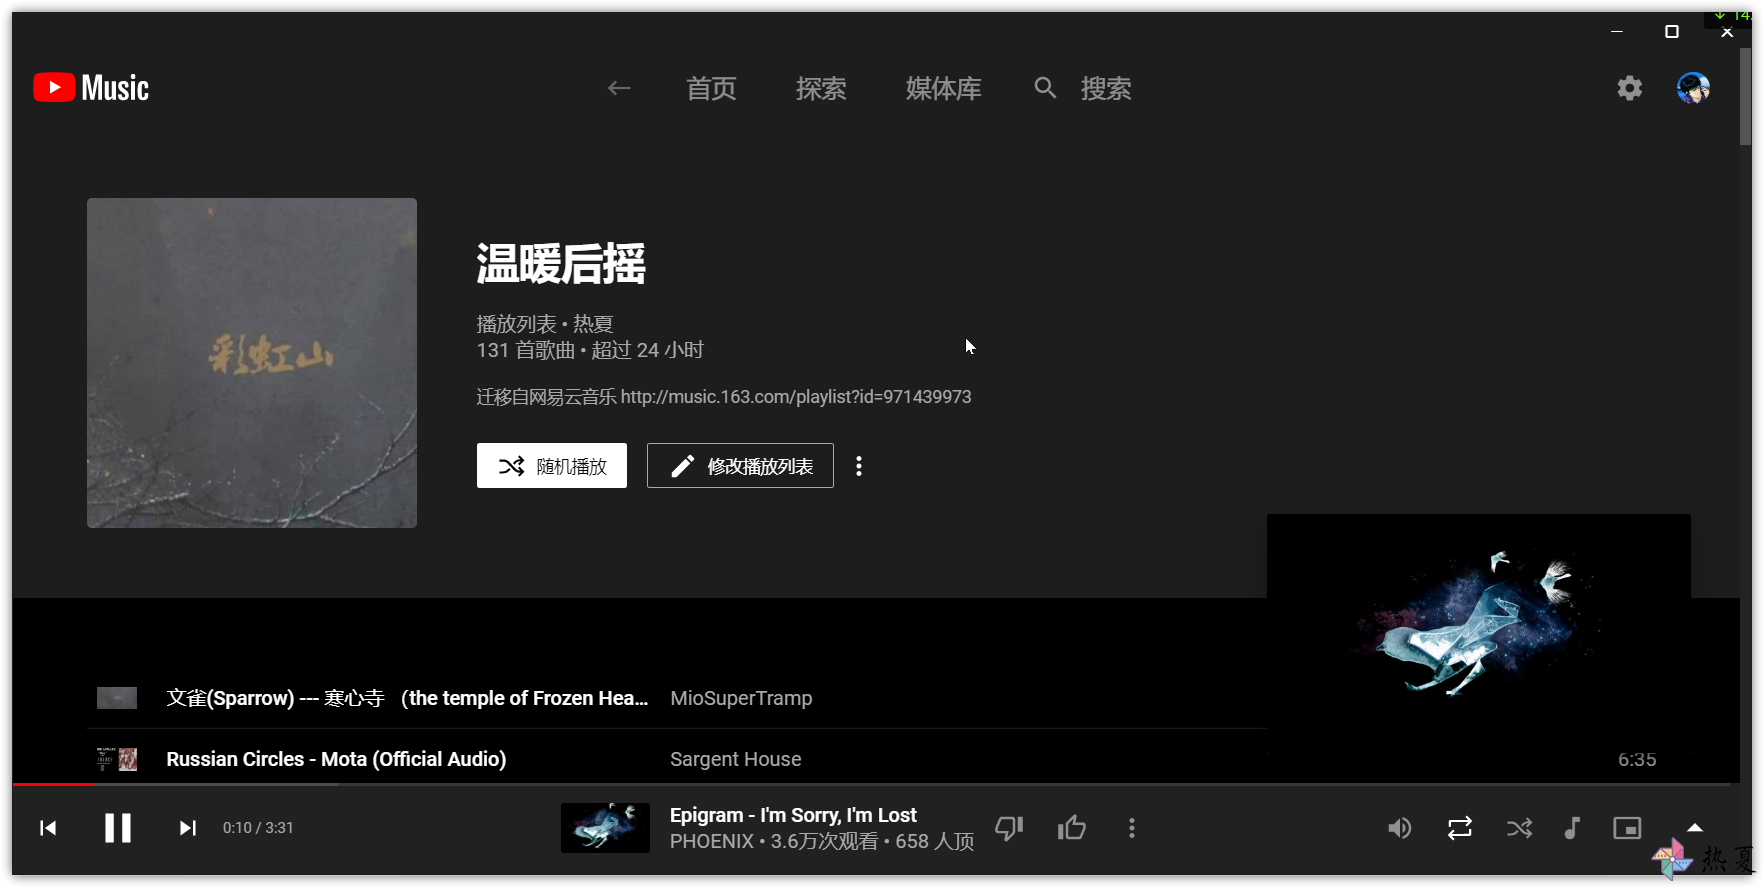 14.
Music
首页 探索 媒体库 搜索
彩虹山
温暖后摇
播放列表 • 热夏
131 首歌曲 • 超过 24 小时
迁移自网易云音乐 http://music.163.com/playlist?id=971439973
随机播放 修改播放列表
文雀(Sparrow) --- 寒心寺 （the temple of Frozen Hea... MioSuperTramp
Russian Circles - Mota (Official Audio) Sargent House 6:35
0:10 / 3:31
Epigram - I'm Sorry, I'm Lost
PHOENIX • 3.6万次观看 • 658 人顶
热夏